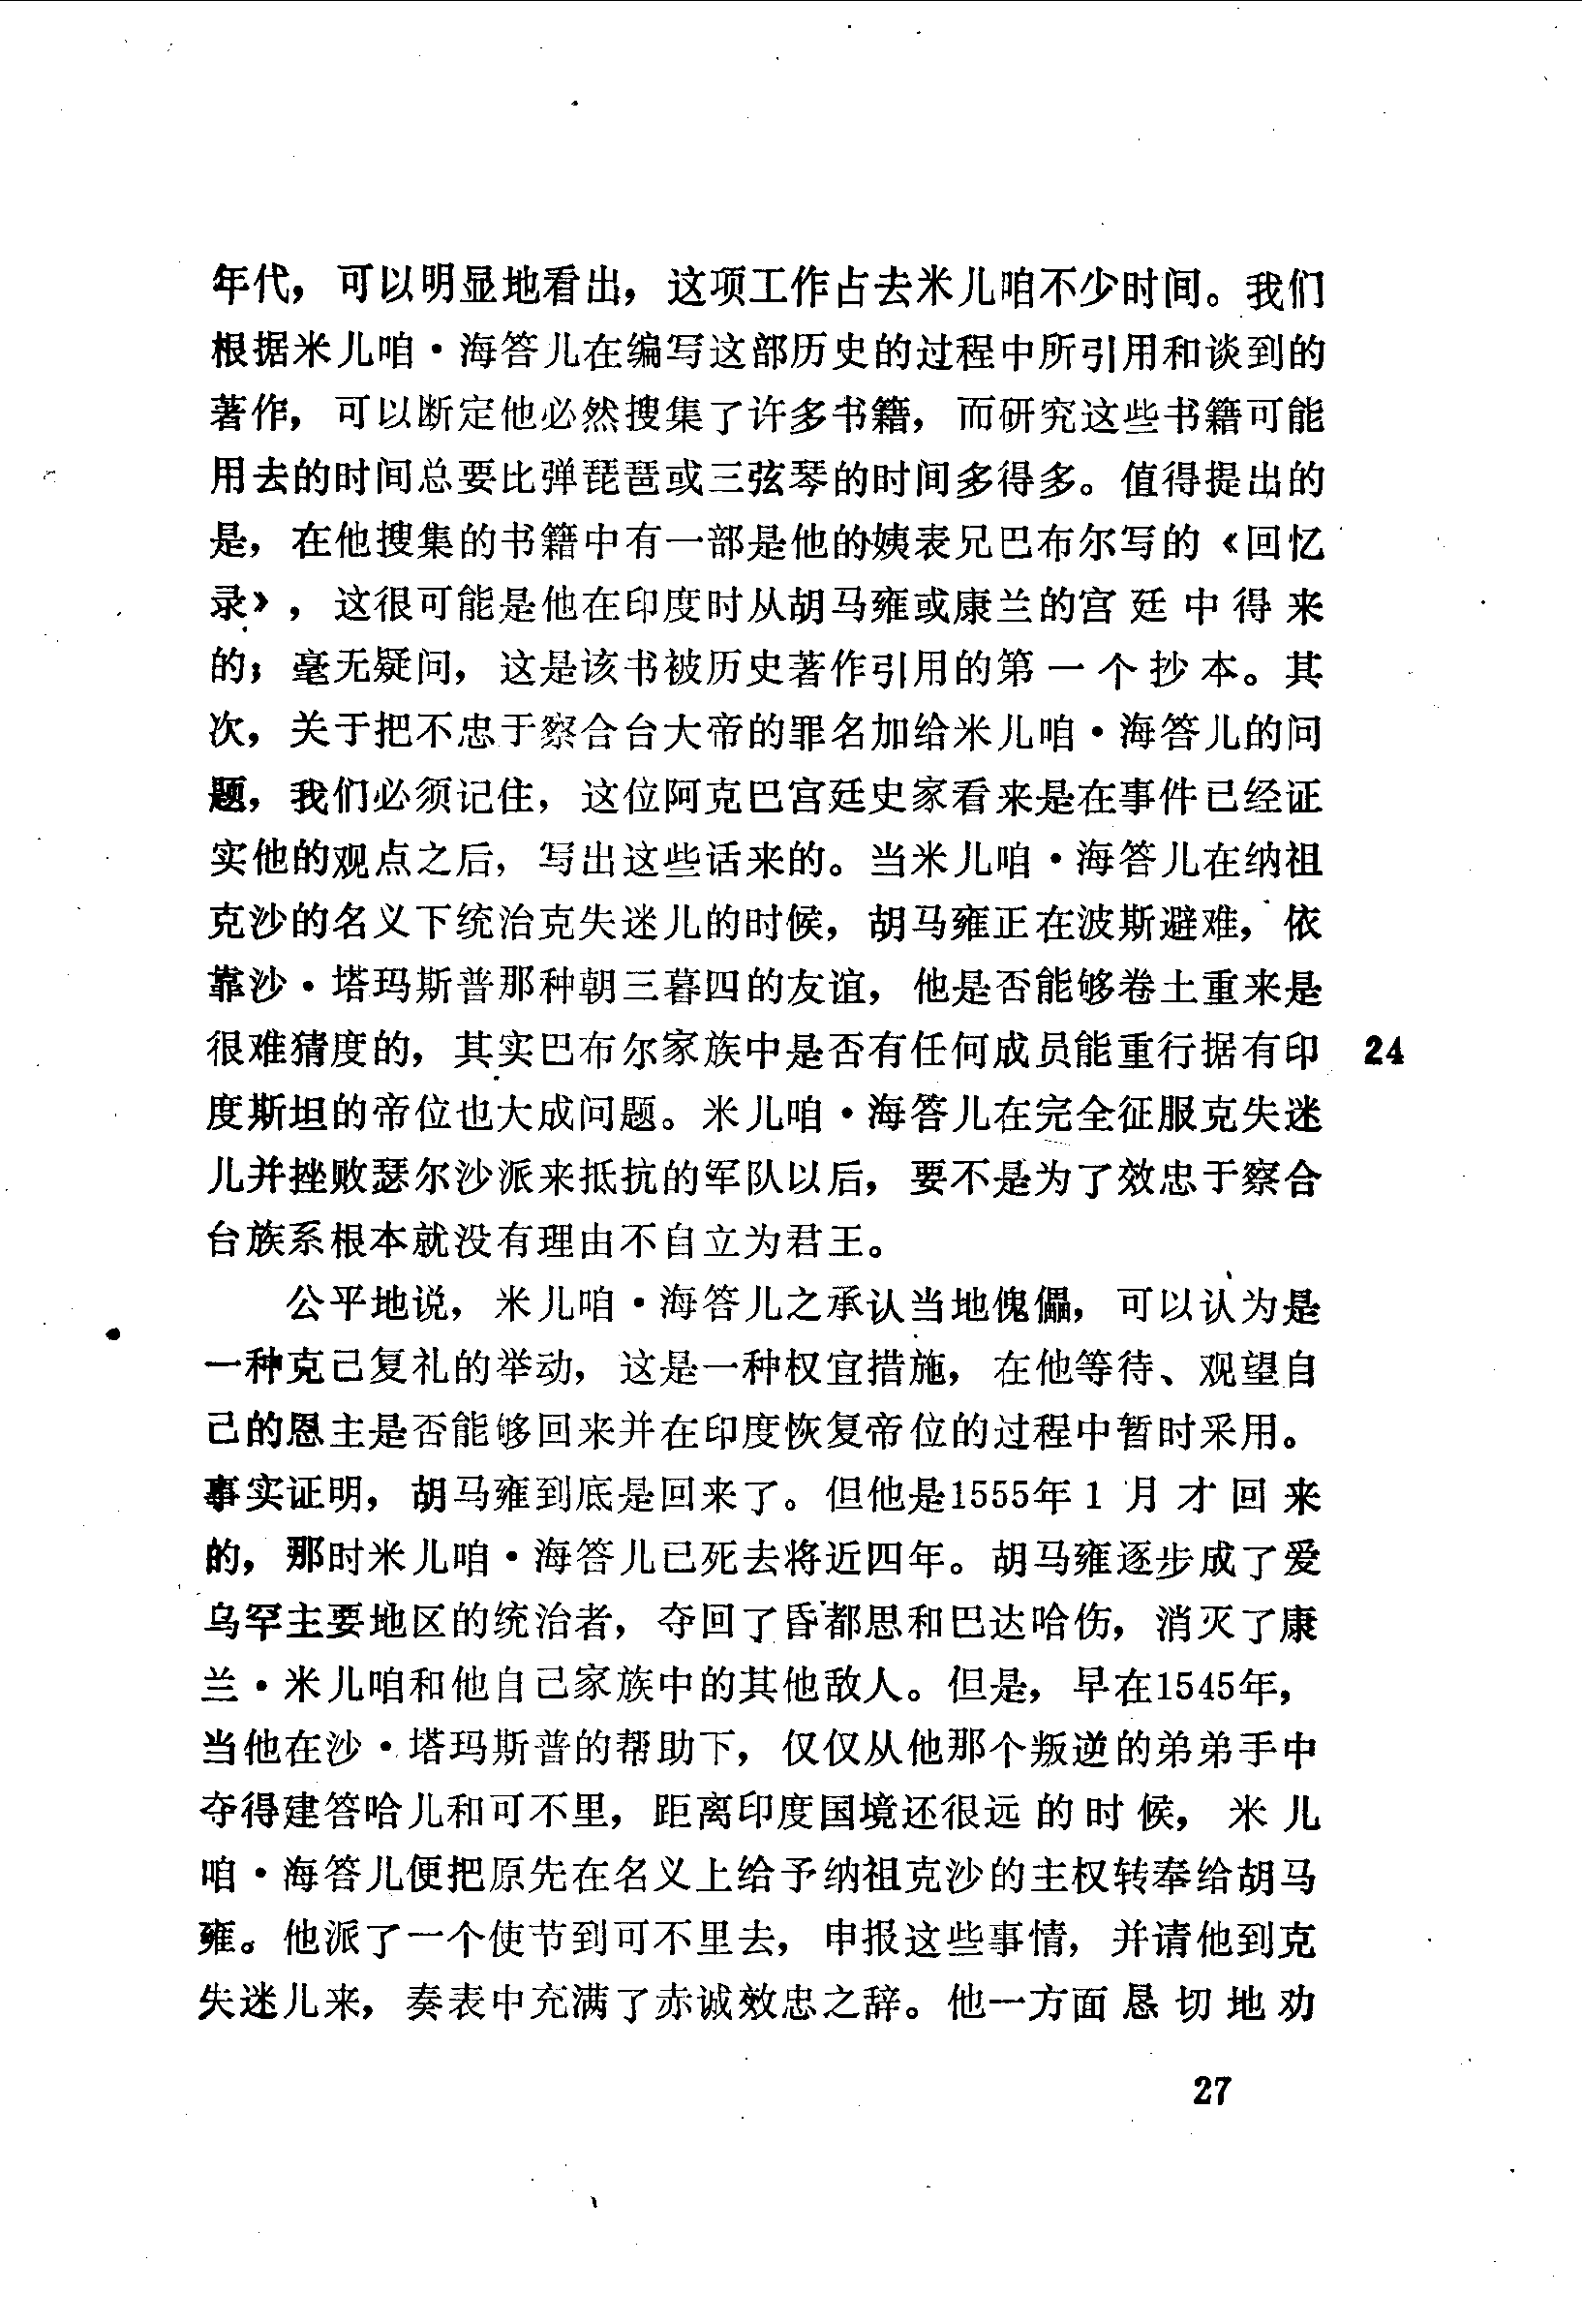 年代，可以明显地看出，这项工作占去米儿咱不少时间。我们
根据米儿咱·海答儿在编写这部历史的过程中所引用和谈到的
著作，可以断定他必然搜集了许多书籍，而研究这些书籍可能
用去的时间总要比弹琵琶或三弦琴的时间多得多。值得提出的
是，在他搜集的书籍中有一部是他的姨表兄巴布尔写的《回忆
录》，这很可能是他在印度时从胡马雍或康兰的宫廷中得来
的；毫无疑问，这是该书被历史著作引用的第一个抄本。其
次，关于把不忠于察合台大帝的罪名加给米儿咱·海答儿的问
题，我们必须记住，这位阿克巴宫廷史家看来是在事件已经证
实他的观点之后，写出这些话来的。当米儿咱·海答儿在纳祖
克沙的名义下统治克失迷儿的时候，胡马雍正在波斯避难，依
靠沙·塔玛斯普那种朝三暮四的友谊，他是否能够卷土重来是
很难猜度的，其实巴布尔家族中是否有任何成员能重行据有印 24
度斯坦的帝位也大成问题。米儿咱·海答儿在完全征服克失迷
儿并挫败瑟尔沙派来抵抗的军队以后，要不是为了效忠于察合
台族系根本就没有理由不自立为君王。
公平地说，米儿咱·海答儿之承认当地傀儡，可以认为是
一种克己复礼的举动，这是一种权宜措施，在他等待、观望自
己的恩主是否能够回来并在印度恢复帝位的过程中暂时采用。
事实证明，胡马雍到底是回来了。但他是1555年1月才回来
的，那时米儿咱·海答儿已死去将近四年。胡马雍逐步成了爱
乌罕主要地区的统治者，夺回了昏都思和巴达哈伤，消灭了康
兰·米儿咱和他自己家族中的其他敌人。但是，早在1545年，
当他在沙·塔玛斯普的帮助下，仅仅从他那个叛逆的弟弟手中
夺得建答哈儿和可不里，距离印度国境还很远的时候，米儿
咱·海答儿便把原先在名义上给予纳祖克沙的主权转奉给胡马
雍。他派了一个使节到可不里去，申报这些事情，并请他到克
失迷儿来，奏表中充满了赤诚效忠之辞。他一方面恳切地劝
27